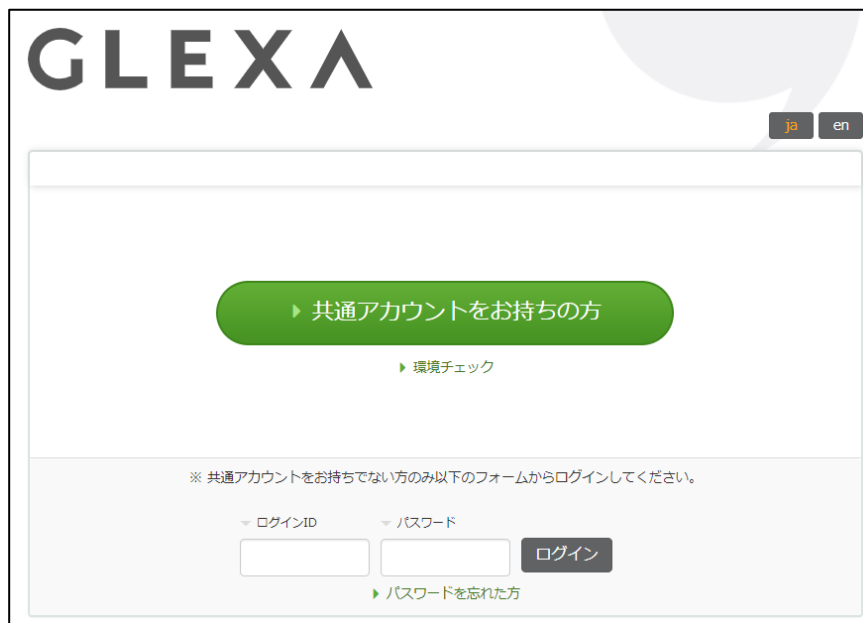 GLEXA
ja en
共通アカウントをお持ちの方
環境チェック
※ 共通アカウントをお持ちでない方のみ以下のフォームからログインしてください。
ログインID パスワード
ログイン
パスワードを忘れた方